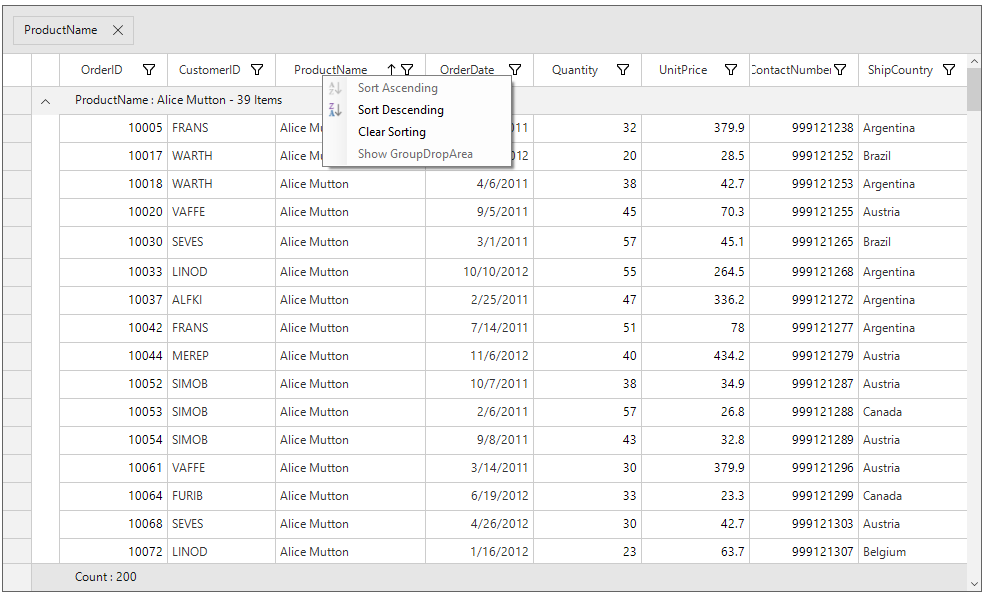 ProductName
OrderID CustomerID ProductName OrderDate Quantity UnitPrice ContactNumber ShipCountry
Sort Ascending
Sort Descending
Clear Sorting
Show GroupDropArea
ProductName : Alice Mutton - 39 Items
10005 FRANS Alice 32 379.9 999121238 Argentina
10017 WARTH Alice 20 28.5 999121252 Brazil
10018 WARTH Alice Mutton 4/6/2011 38 42.7 999121253 Argentina
10020 VAFFE Alice Mutton 9/5/2011 45 70.3 999121255 Austria
10030 SEVES Alice Mutton 3/1/2011 57 45.1 999121265 Brazil
10033 LINOD Alice Mutton 10/10/2012 55 264.5 999121268 Argentina
10037 ALFKI Alice Mutton 2/25/2011 47 336.2 999121272 Argentina
10042 FRANS Alice Mutton 7/14/2011 51 78 999121277 Argentina
10044 MEREP Alice Mutton 11/6/2012 40 434.2 999121279 Austria
10052 SIMOB Alice Mutton 10/7/2011 38 34.9 999121287 Austria
10053 SIMOB Alice Mutton 2/6/2011 57 26.8 999121288 Canada
10054 SIMOB Alice Mutton 9/8/2011 43 32.8 999121289 Austria
10061 VAFFE Alice Mutton 3/14/2011 30 379.9 999121296 Austria
10064 FURIB Alice Mutton 6/19/2012 33 23.3 999121299 Canada
10068 SEVES Alice Mutton 4/26/2012 30 42.7 999121303 Austria
10072 LINOD Alice Mutton 1/16/2012 23 63.7 999121307 Belgium
Count : 200